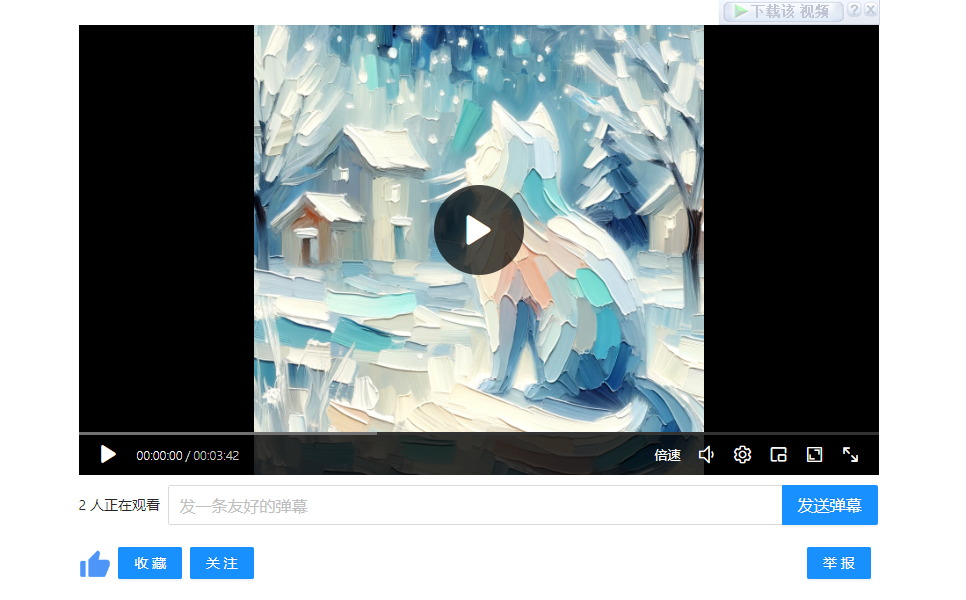 下载该 视频 ? X
00:00:00 / 00:03:42 倍速
2 人正在观看 发一条友好的弹幕 发送弹幕
收 藏 关 注 举 报